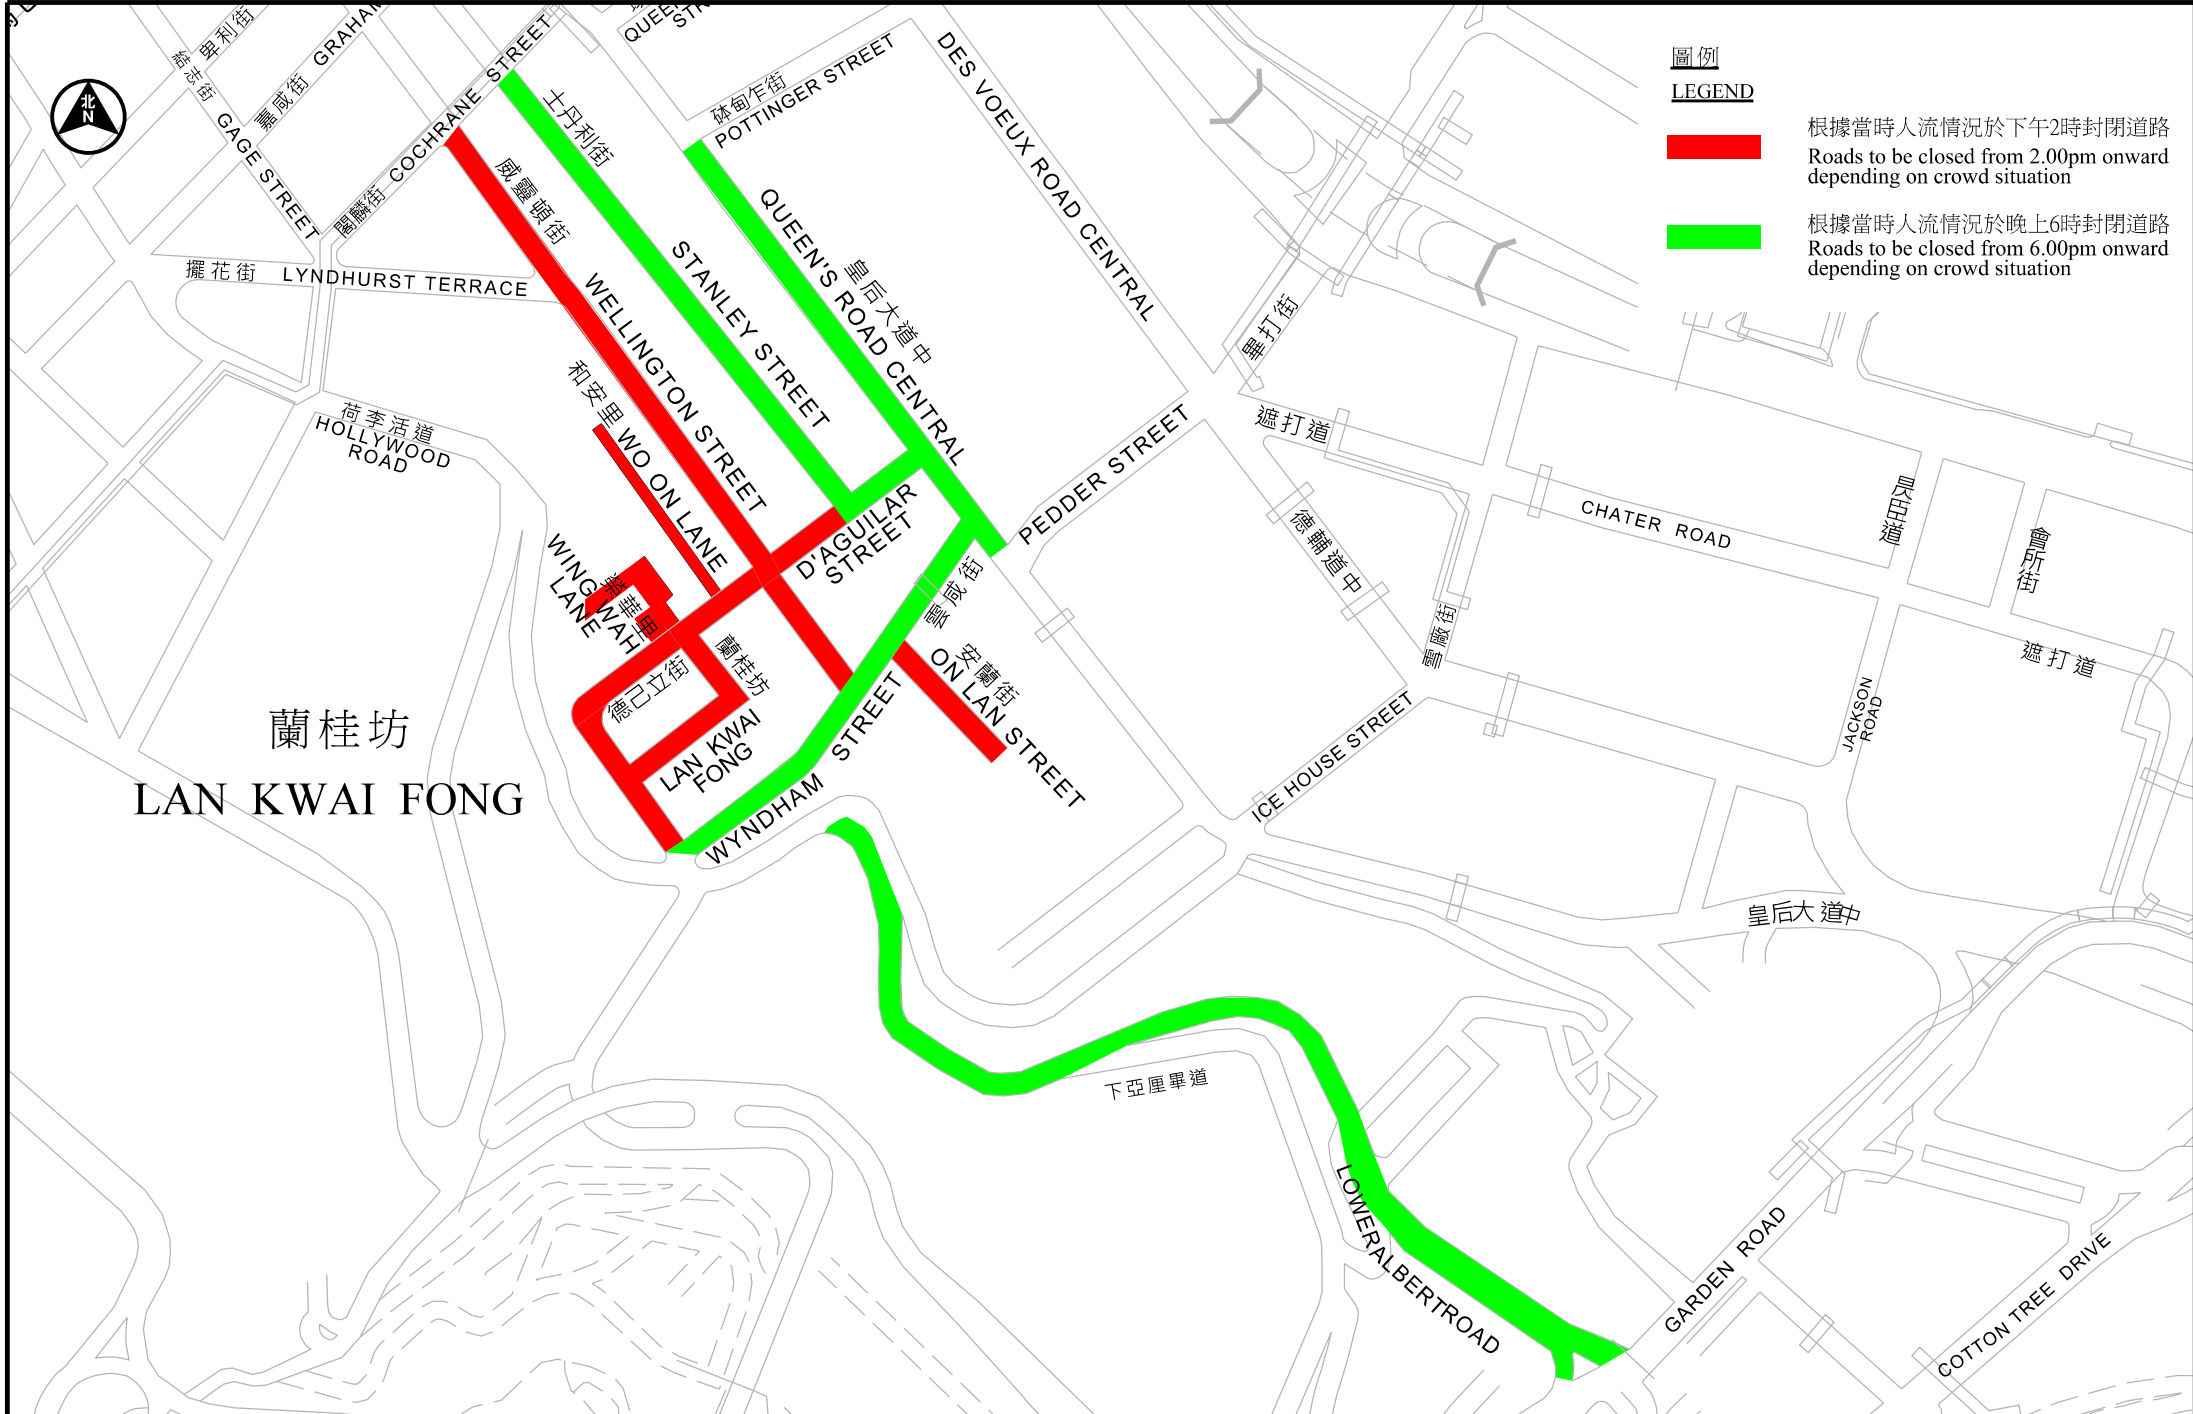 北
N
結志街
GAGE STREET
卑利街
嘉咸街 GRAHAM
閣麟街 COCHRANE STREET
士丹利街
STANLEY STREET
砵甸乍街
POTTINGER STREET
DES VOEUX ROAD CENTRAL
威靈頓街
WELLINGTON STREET
皇后大道中
QUEEN'S ROAD CENTRAL
擺花街 LYNDHURST TERRACE
荷李活道
HOLLYWOOD
ROAD
和安里 WO ON LANE
榮華里
WING WAH
LANE
D'AGUILAR
STREET
德己立街
蘭桂坊
LAN KWAI
FONG
雲咸街
WYNDHAM STREET
安蘭街
ON LAN STREET
PEDDER STREET
畢打街
遮打道
CHATER ROAD
德輔道中
雪廠街
ICE HOUSE STREET
昃臣道
JACKSON
ROAD
會所街
遮打道
皇后大道中
下亞厘畢道
LOWER ALBERT ROAD
GARDEN ROAD
COTTON TREE DRIVE
蘭桂坊
LAN KWAI FONG
圖例
LEGEND
根據當時人流情況於下午2時封閉道路
Roads to be closed from 2.00pm onward
depending on crowd situation
根據當時人流情況於晚上6時封閉道路
Roads to be closed from 6.00pm onward
depending on crowd situation